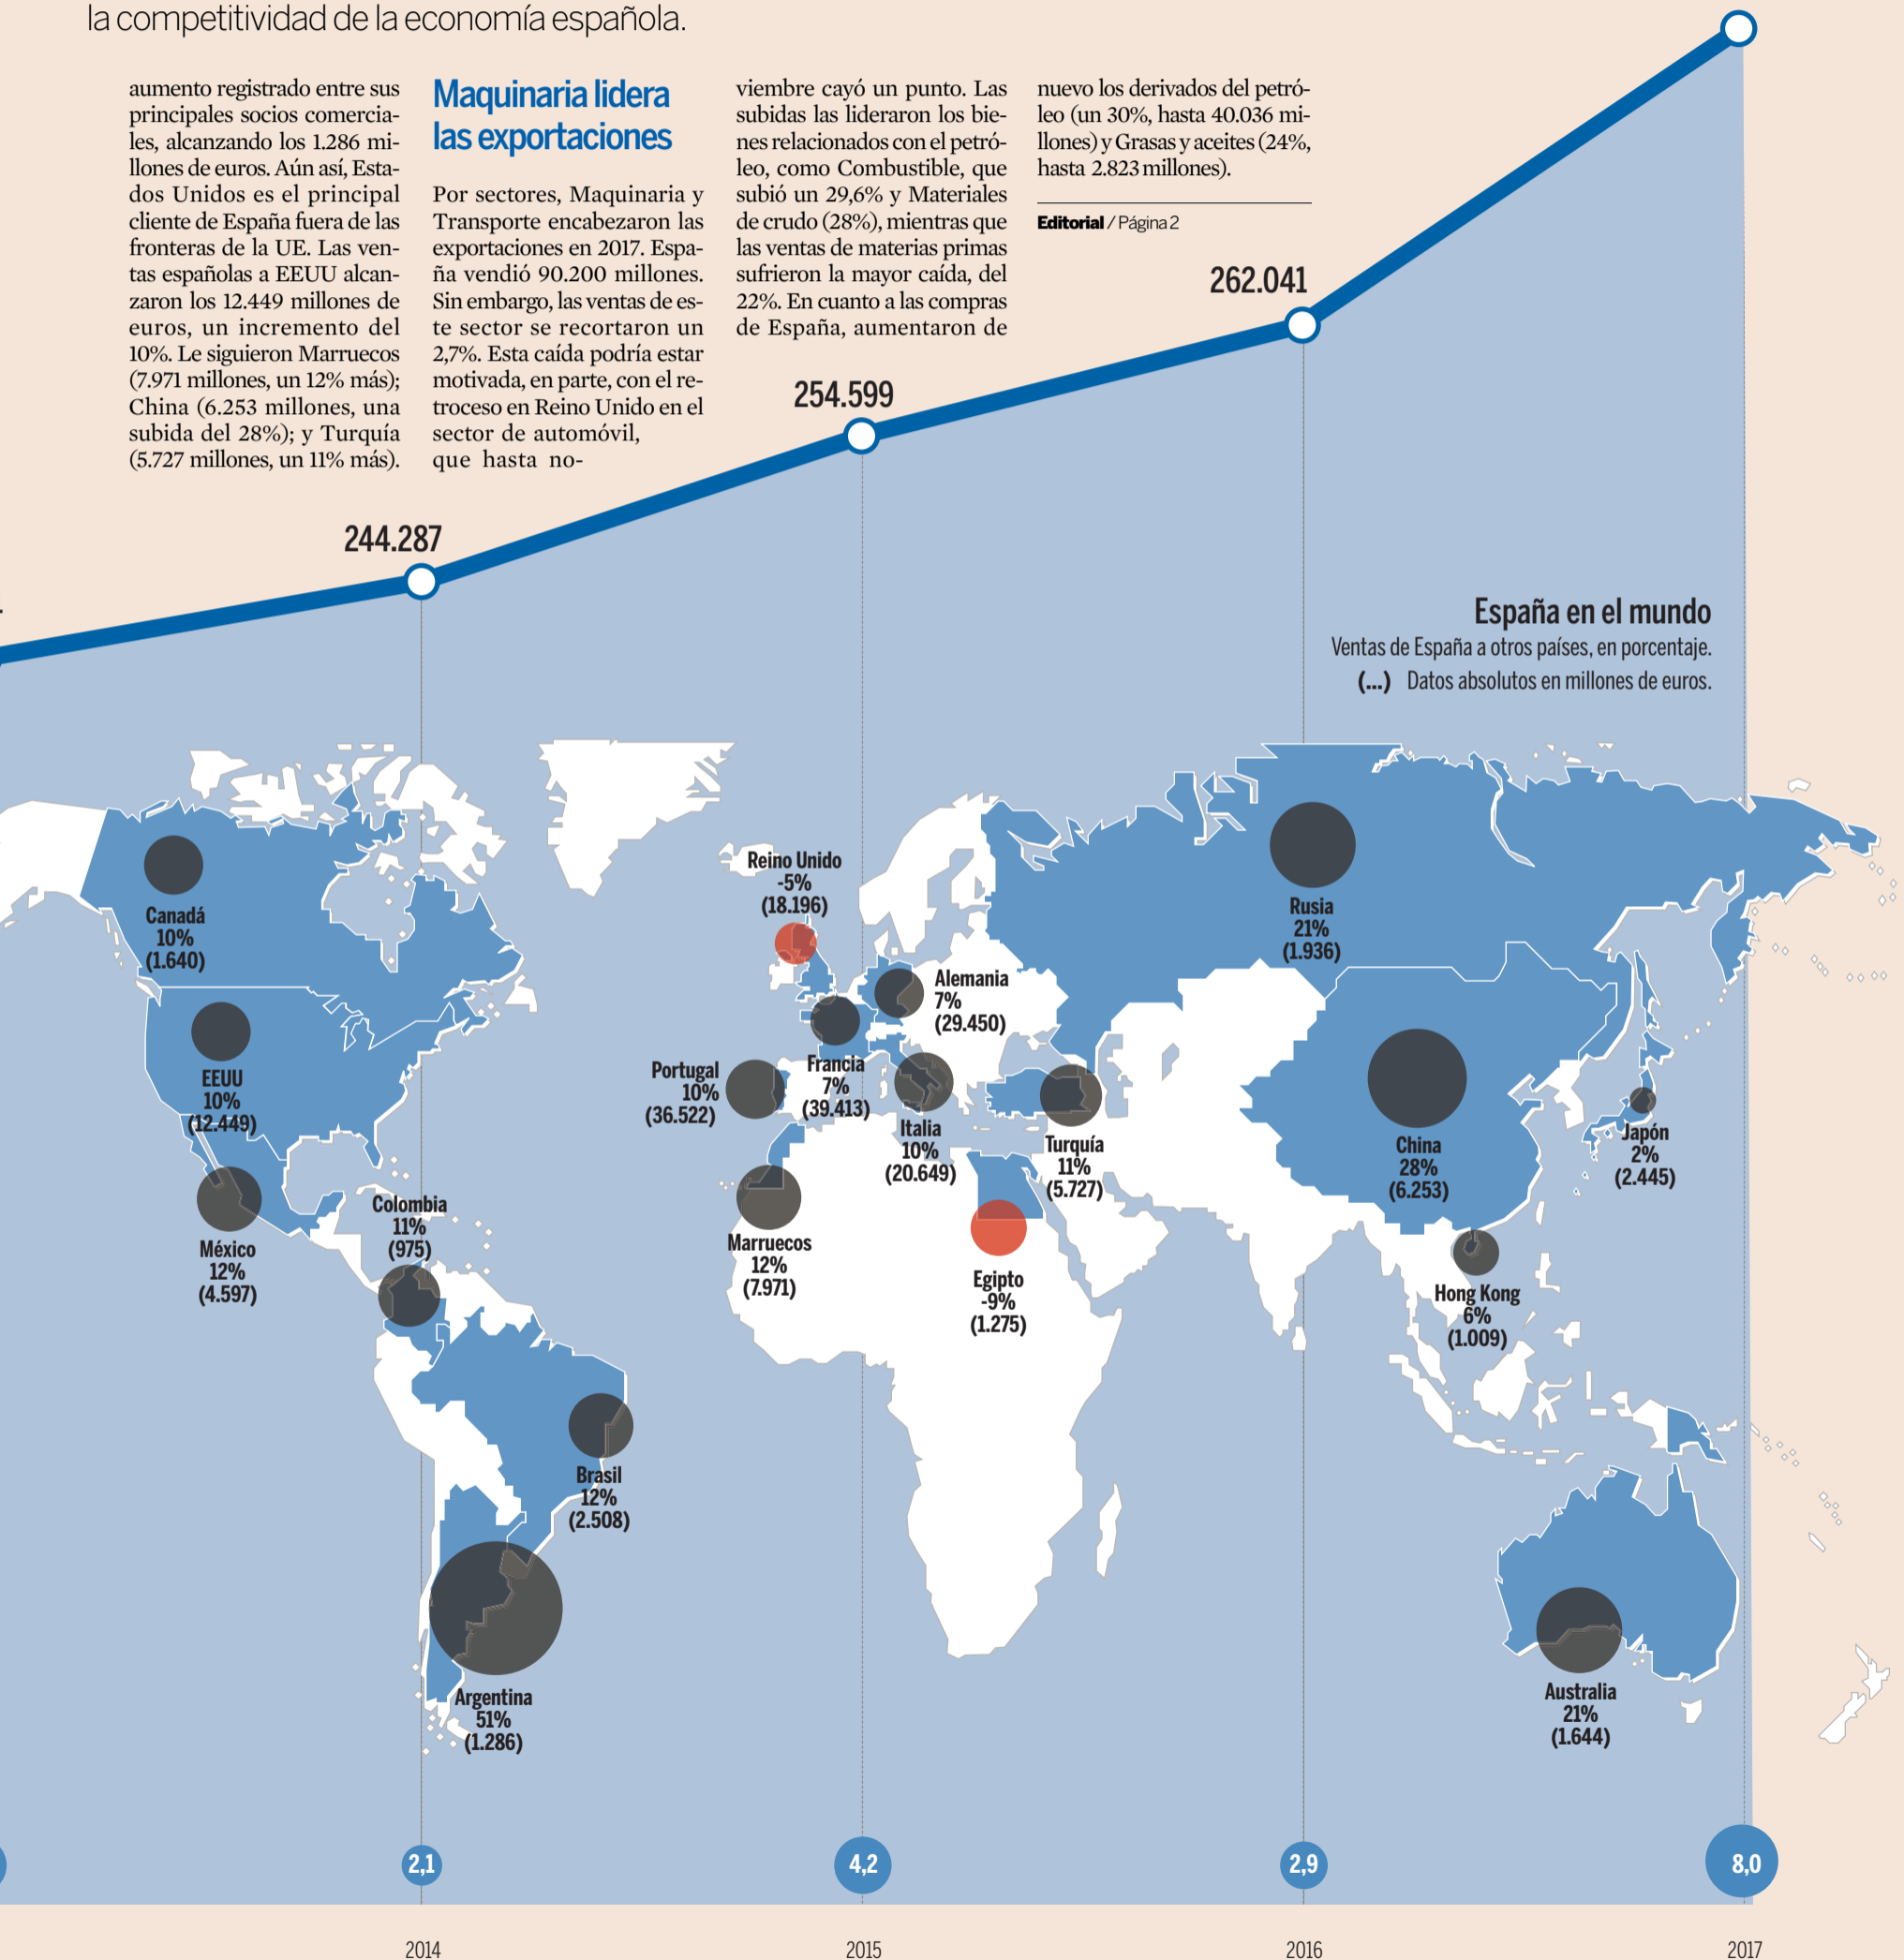 la competitividad de la economía española.
aumento registrado entre sus
principales socios comercia-
les, alcanzando los 1.286 mi-
llones de euros. Aún así, Esta-
dos Unidos es el principal
cliente de España fuera de las
fronteras de la UE. Las ven-
tas españolas a EEUU alcan-
zaron los 12.449 millones de
euros, un incremento del
10%. Le siguieron Marruecos
(7.971 millones, un 12% más);
China (6.253 millones, una
subida del 28%); y Turquía
(5.727 millones, un 11% más).
Maquinaria lidera
las exportaciones
Por sectores, Maquinaria y
Transporte encabezaron las
exportaciones en 2017. Espa-
ña vendió 90.200 millones.
Sin embargo, las ventas de es-
te sector se recortaron un
2,7%. Esta caída podría estar
motivada, en parte, con el re-
troceso en Reino Unido en el
sector de automóvil,
que hasta no-
viembre cayó un punto. Las
subidas las lideraron los bie-
nes relacionados con el petró-
leo, como Combustible, que
subió un 29,6% y Materiales
de crudo (28%), mientras que
las ventas de materias primas
sufrieron la mayor caída, del
22%. En cuanto a las compras
de España, aumentaron de
nuevo los derivados del petró-
leo (un 30%, hasta 40.036 mi-
llones) y Grasas y aceites (24%,
hasta 2.823 millones).
Editorial / Página 2
262.041
254.599
244.287
España en el mundo
Ventas de España a otros países, en porcentaje.
(...) Datos absolutos en millones de euros.
Canadá
10%
(1.640)
EEUU
10%
(12.449)
México
12%
(4.597)
Colombia
11%
(975)
Brasil
12%
(2.508)
Argentina
51%
(1.286)
Reino Unido
-5%
(18.196)
Alemania
7%
(29.450)
Portugal
10%
(36.522)
Francia
7%
(39.413)
Italia
10%
(20.649)
Turquía
11%
(5.727)
Marruecos
12%
(7.971)
Egipto
-9%
(1.275)
Rusia
21%
(1.936)
China
28%
(6.253)
Japón
2%
(2.445)
Hong Kong
6%
(1.009)
Australia
21%
(1.644)
2,1
4,2
2,9
8,0
2014
2015
2016
2017